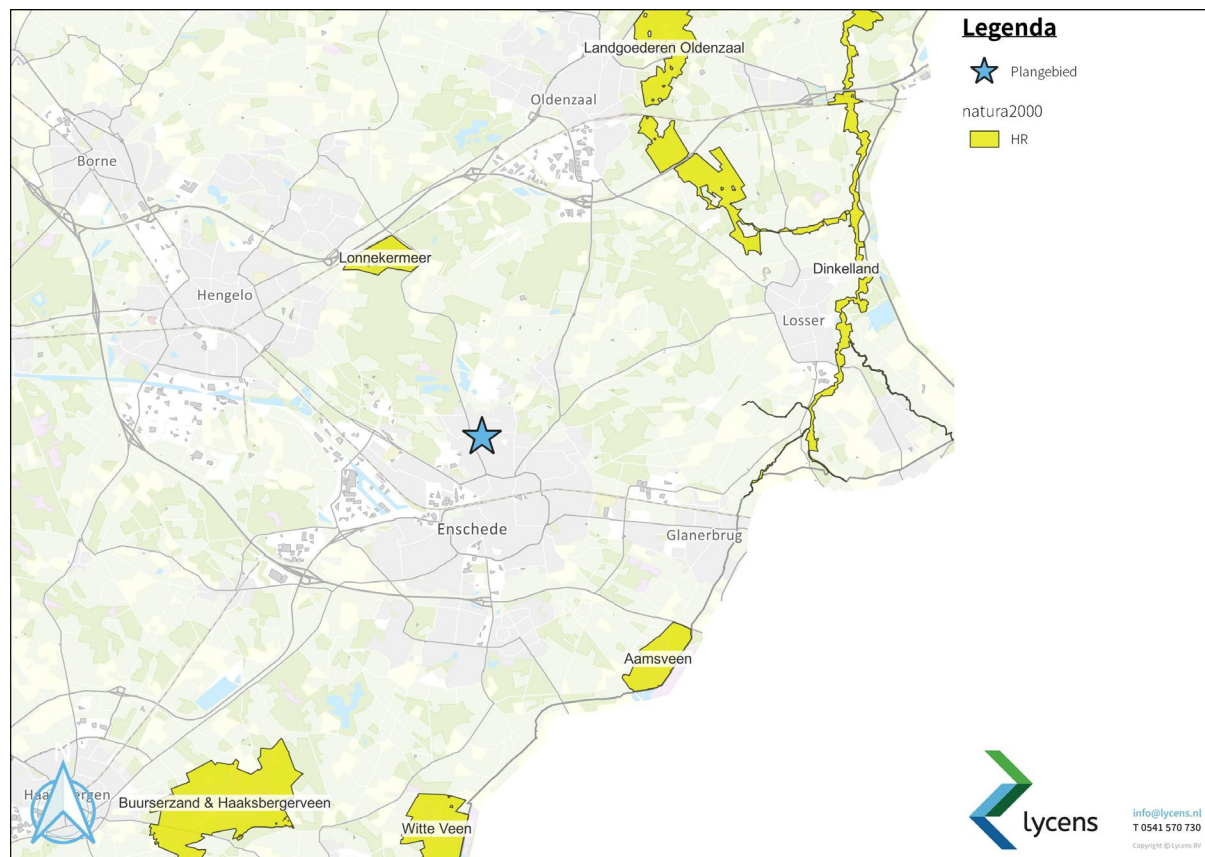 Landgoederen Oldenzaal
Oldenzaal
Borne
Lonnekermeer
Hengelo
Dinkelland
Losser
Enschede
Glanerbrug
Aamsveen
Buurserzand & Haaksbergerveen
Witte Veen
Legenda
Plangebied
natura2000
HR
lycens
info@lycens.nl
T 0541 570 730
Copyright © Lycens BV